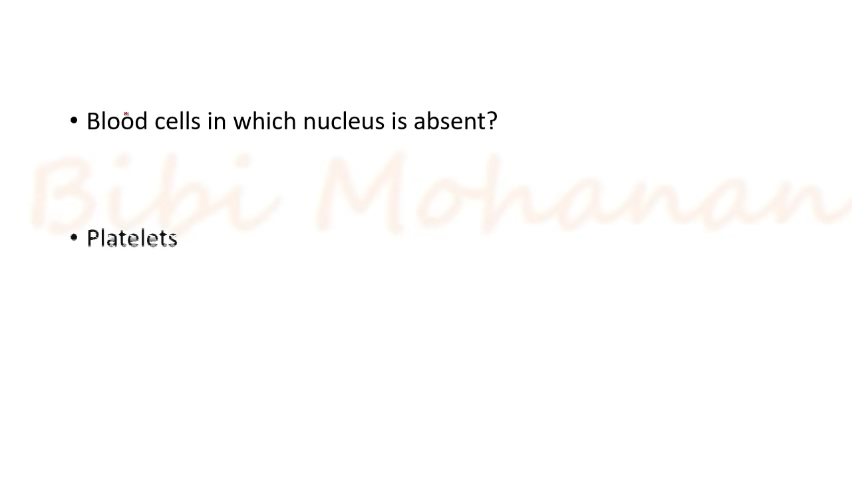 • Blood cells in which nucleus is absent?
Bibi Mohanan
• Platelets